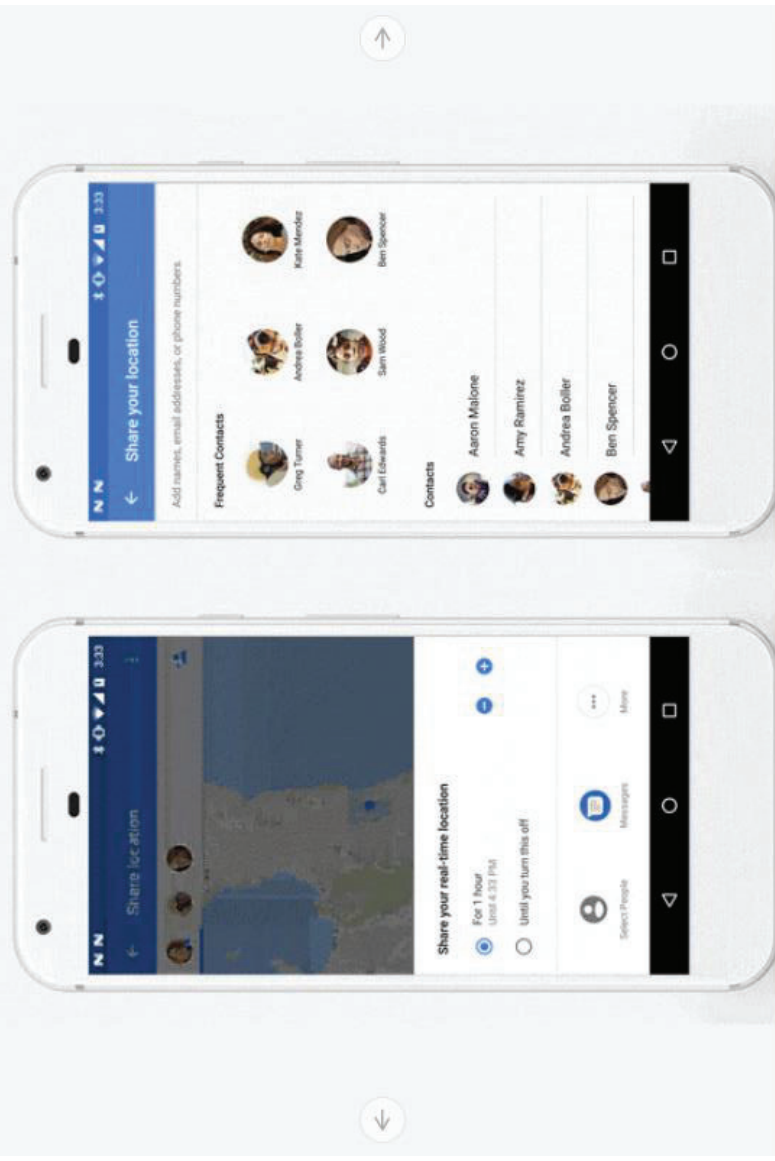 N N 3:33
Share location
Share your real-time location
For 1 hour
Until 4:33 PM
Until you turn this off
Select People Messages More
N N 3:33
Share your location
Add names, email addresses, or phone numbers
Frequent Contacts
Greg Turner Andrea Boller Kate Mendez
Carl Edwards Sam Wood Ben Spencer
Contacts
Aaron Malone
Amy Ramirez
Andrea Boller
Ben Spencer